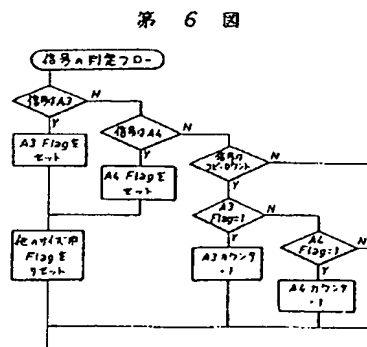 第 6 図
信号の判定フロー
信号はA3
N
Y
信号はA4
N
Y
A3 Flagを
セット
A4 Flagを
セット
信号は
コピーカウント
N
Y
他のサイズの
Flagを
リセット
A3
Flag=1
N
Y
A4
Flag=1
N
Y
A3カウンタ
+1
A4カウンタ
+1